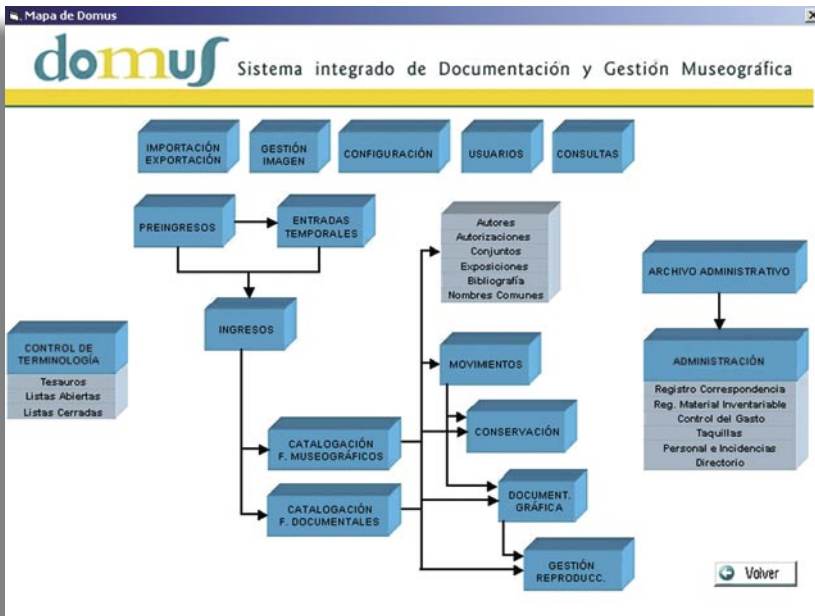 Mapa de Domus
domus
Sistema integrado de Documentación y Gestión Museográfica
IMPORTACIÓN
EXPORTACIÓN
GESTIÓN
IMAGEN
CONFIGURACIÓN
USUARIOS
CONSULTAS
PREINGRESOS
ENTRADAS
TEMPORALES
Autores
Autorizaciones
Conjuntos
Exposiciones
Bibliografía
Nombres Comunes
ARCHIVO ADMINISTRATIVO
INGRESOS
CONTROL DE
TERMINOLOGÍA
Tesauros
Listas Abiertas
Listas Cerradas
MOVIMIENTOS
ADMINISTRACIÓN
Registro Correspondencia
Reg. Material Inventariable
Control del Gasto
Taquillas
Personal e Incidencias
Directorio
CATALOGACIÓN
F. MUSEOGRÁFICOS
CONSERVACIÓN
CATALOGACIÓN
F. DOCUMENTALES
DOCUMENT.
GRÁFICA
GESTIÓN
REPRODUCC.
Volver